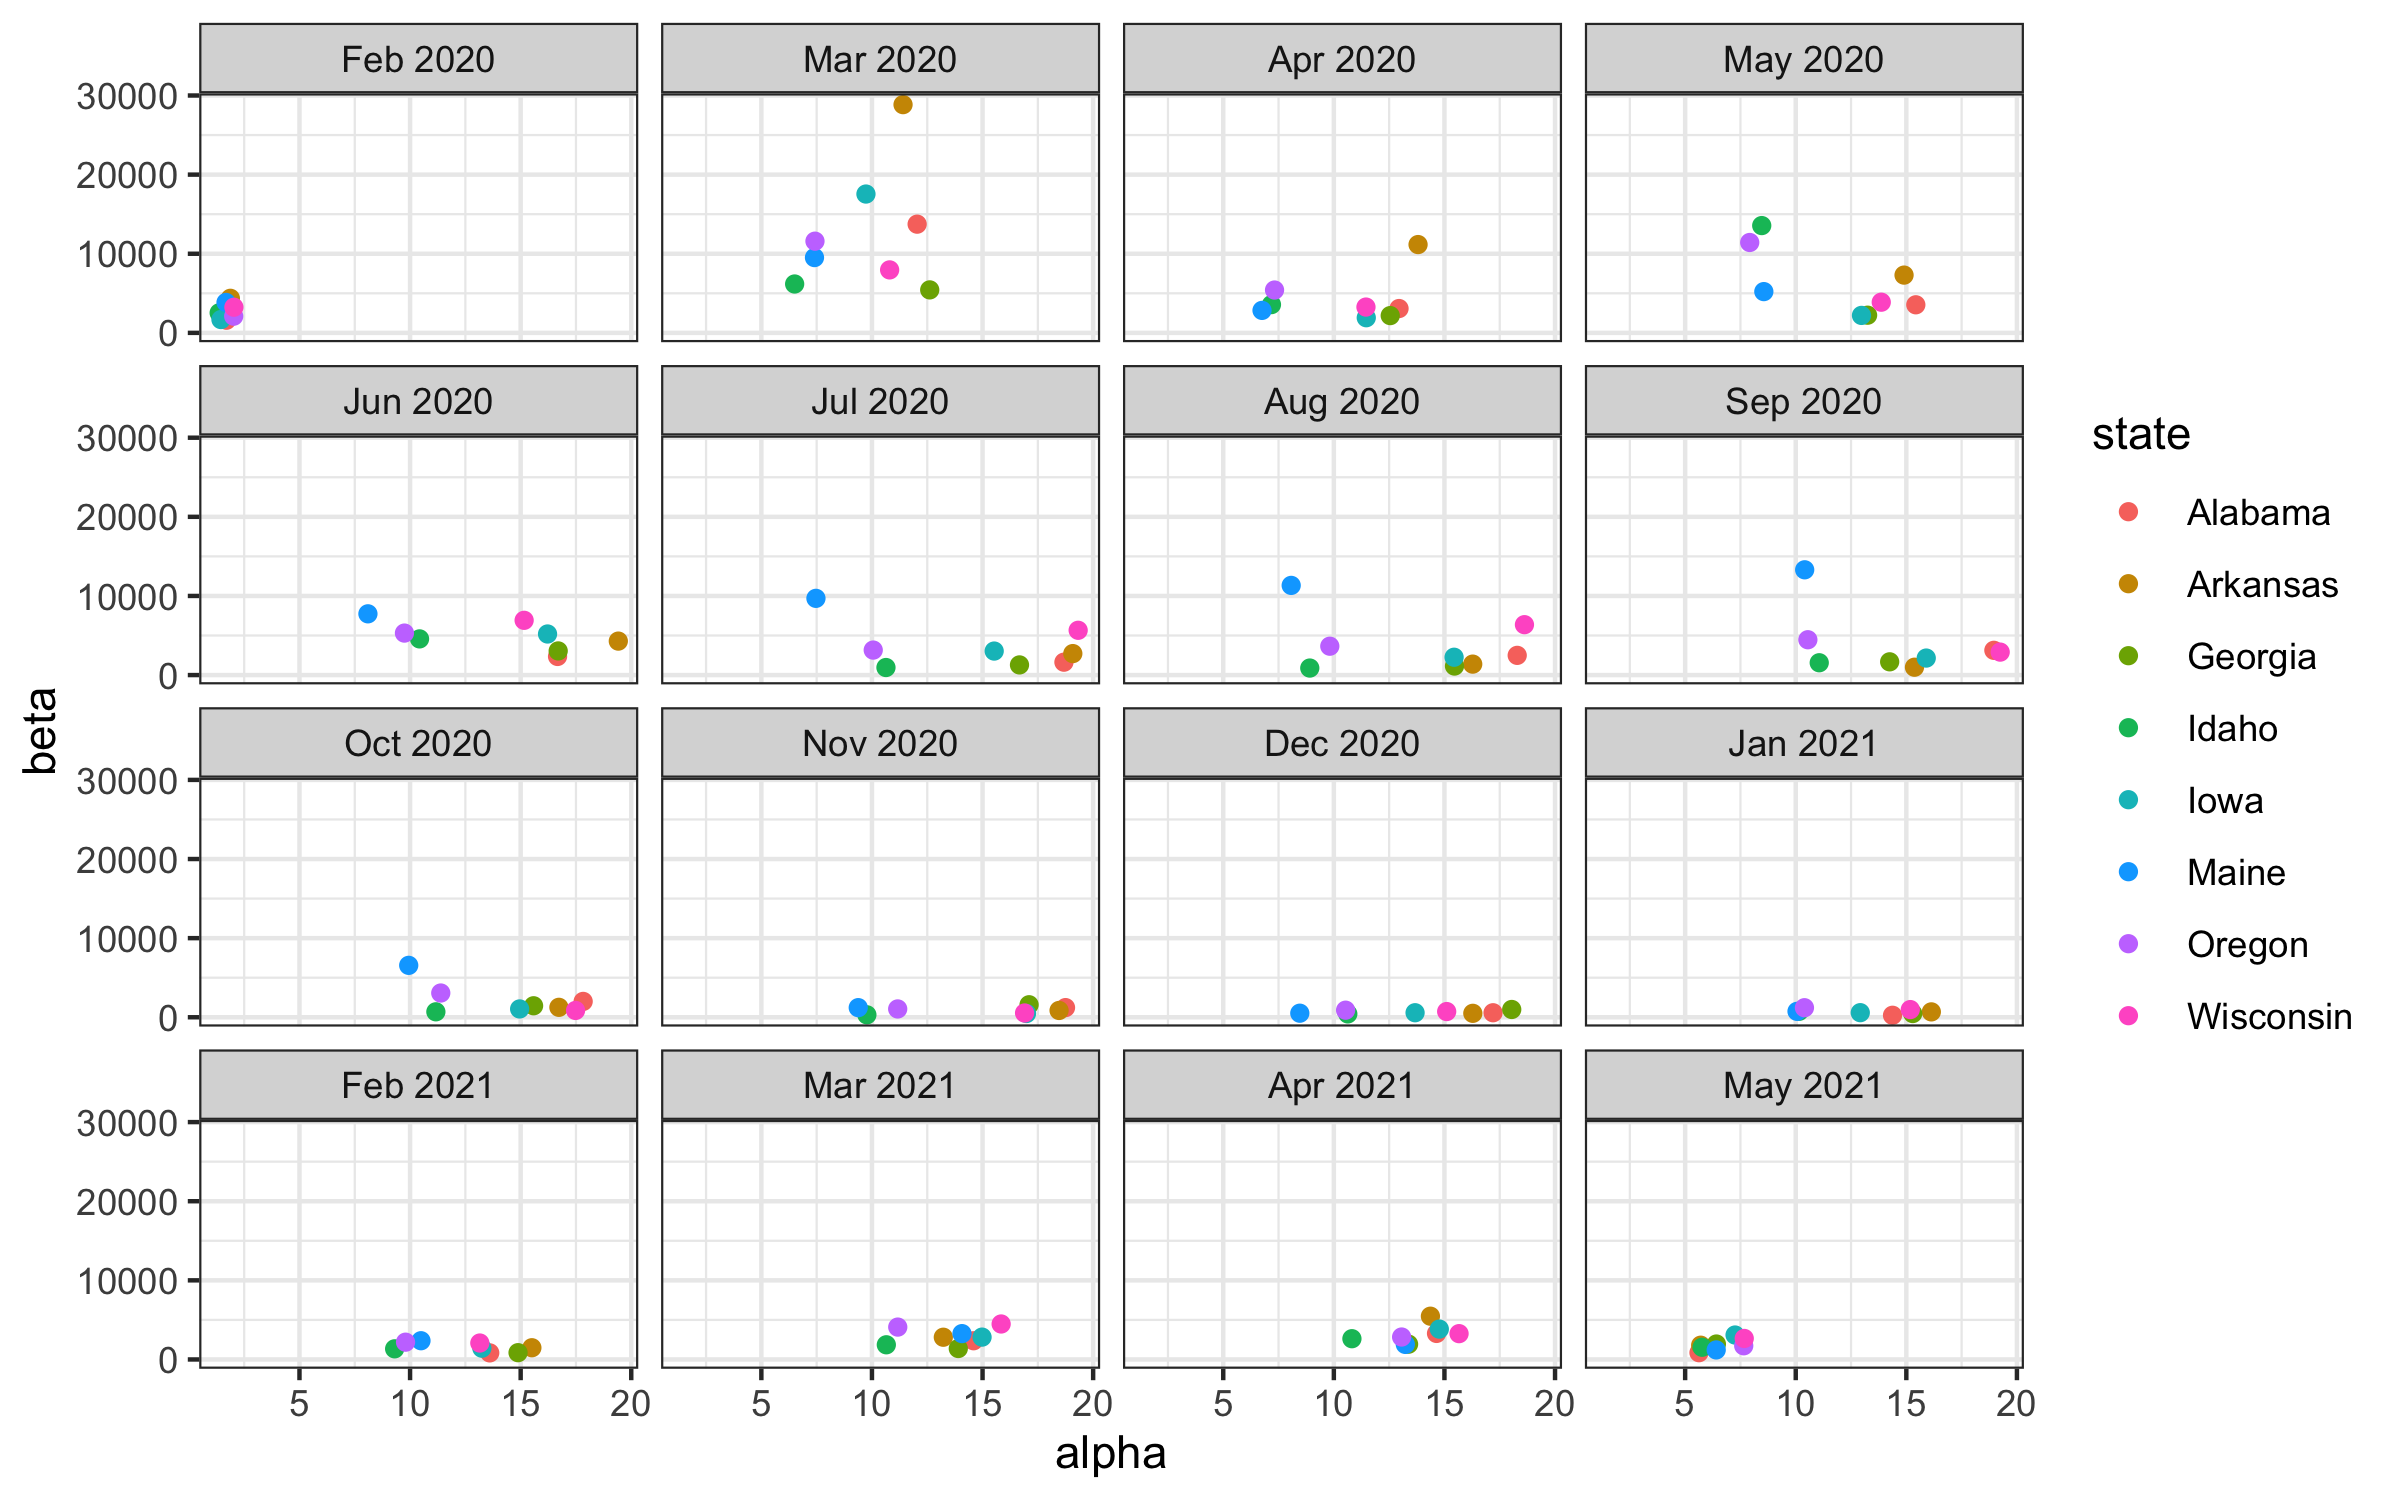 Feb 2020 Mar 2020 Apr 2020 May 2020
30000
20000
10000
0
Jun 2020 Jul 2020 Aug 2020 Sep 2020
30000
20000
10000
0
Oct 2020 Nov 2020 Dec 2020 Jan 2021
30000
20000
10000
0
Feb 2021 Mar 2021 Apr 2021 May 2021
30000
20000
10000
0
5 10 15 20 5 10 15 20 5 10 15 20 5 10 15 20
alpha
beta
state
Alabama
Arkansas
Georgia
Idaho
Iowa
Maine
Oregon
Wisconsin